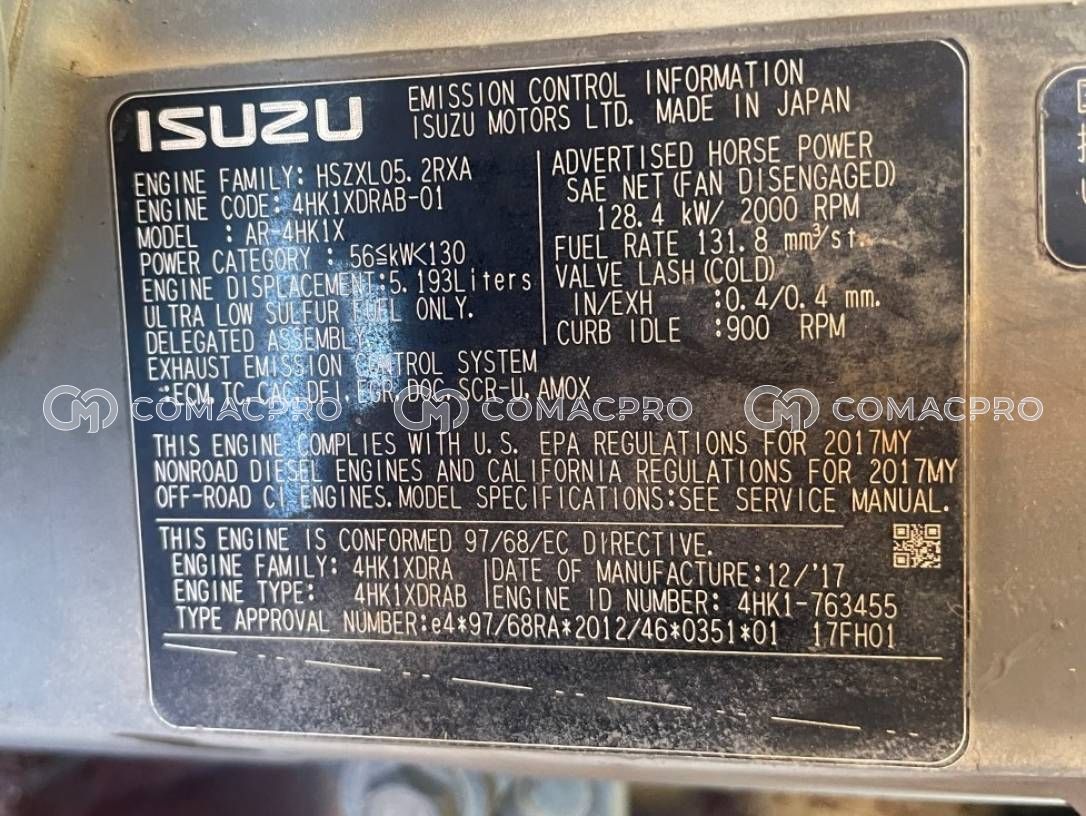 ISUZU
EMISSION CONTROL INFORMATION
ISUZU MOTORS LTD. MADE IN JAPAN
ENGINE FAMILY: HSZXL05.2RXA
ENGINE CODE: 4HK1XDRAB-01
MODEL : AR-4HK1X
POWER CATEGORY : 56≦kW<130
ENGINE DISPLACEMENT:5.193Liters
ULTRA LOW SULFUR FUEL ONLY.
DELEGATED ASSEMBLY
EXHAUST EMISSION CONTROL SYSTEM
:ECM, TC, CAC, DFI, EGR, DOC, SCR-U, AMOX
ADVERTISED HORSE POWER
SAE NET (FAN DISENGAGED)
128.4 kW/ 2000 RPM
FUEL RATE 131.8 mm³/st.
VALVE LASH (COLD)
IN/EXH :0.4/0.4 mm.
CURB IDLE :900 RPM
COMACPRO COMACPRO COMACPRO
THIS ENGINE COMPLIES WITH U.S. EPA REGULATIONS FOR 2017MY
NONROAD DIESEL ENGINES AND CALIFORNIA REGULATIONS FOR 2017MY
OFF-ROAD CI ENGINES. MODEL SPECIFICATIONS:SEE SERVICE MANUAL.
THIS ENGINE IS CONFORMED 97/68/EC DIRECTIVE.
ENGINE FAMILY: 4HK1XDRA DATE OF MANUFACTURE:12/'17
ENGINE TYPE: 4HK1XDRAB ENGINE ID NUMBER: 4HK1-763455
TYPE APPROVAL NUMBER:e4*97/68RA*2012/46*0351*01 17FH01